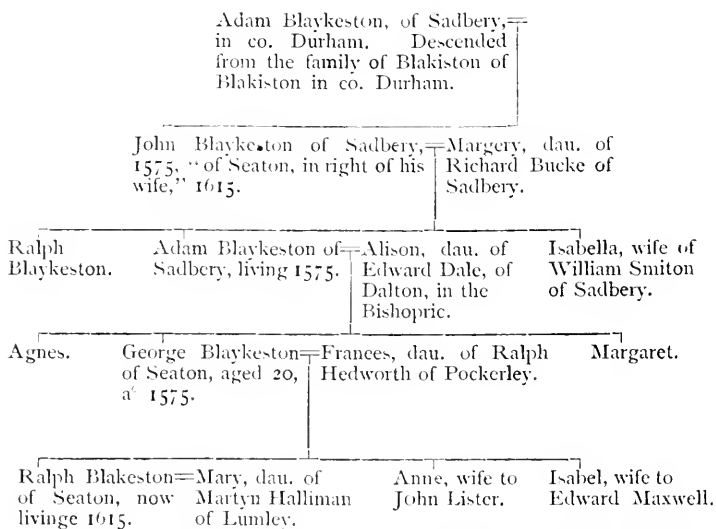 Adam Blaykeston, of Sadbery,
in co. Durham. Descended
from the family of Blakiston of
Blakiston in co. Durham.
John Blaykeston of Sadbery,
1575, “of Seaton, in right of his
wife,” 1615.
Margery, dau. of
Richard Bucke of
Sadbery.
Ralph
Blaykeston.
Adam Blaykeston of
Sadbery, living 1575.
Alison, dau. of
Edward Dale, of
Dalton, in the
Bishopric.
Isabella, wife of
William Smiton
of Sadbery.
Agnes.
George Blaykeston
of Seaton, aged 20,
aᵒ 1575.
Frances, dau. of Ralph
Hedworth of Pockerley.
Margaret.
Ralph Blakeston
of Seaton, now
livinge 1615.
Mary, dau. of
Martyn Halliman
of Lumley.
Anne, wife to
John Lister.
Isabel, wife to
Edward Maxwell.